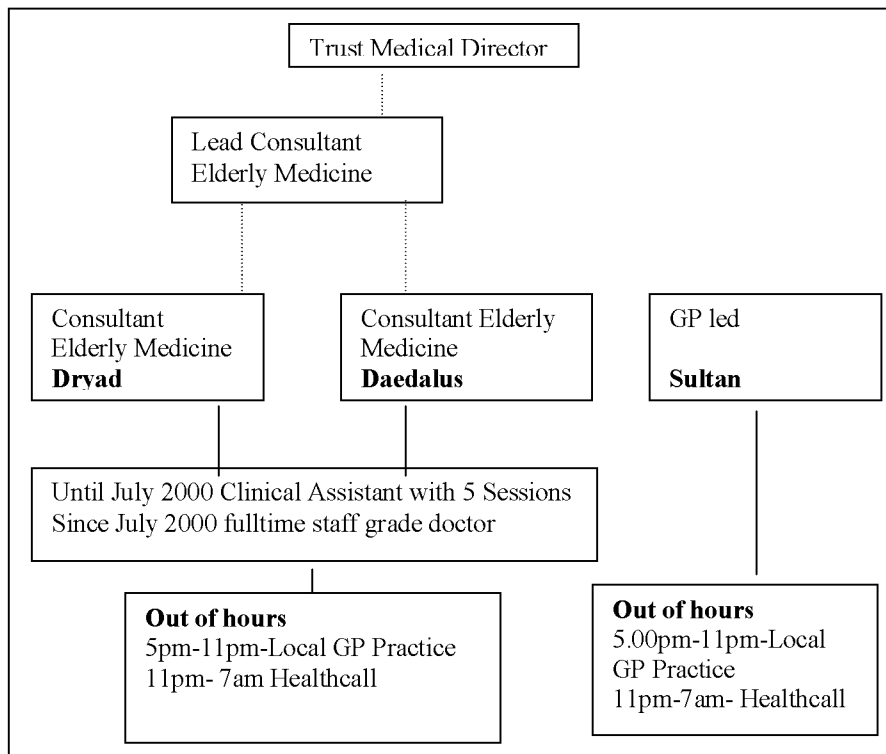 Trust Medical Director
Lead Consultant
Elderly Medicine
Consultant
Elderly Medicine
Dryad
Consultant Elderly
Medicine
Daedalus
GP led
Sultan
Until July 2000 Clinical Assistant with 5 Sessions
Since July 2000 fulltime staff grade doctor
Out of hours
5pm-11pm-Local GP Practice
11pm- 7am Healthcall
Out of hours
5.00pm-11pm-Local
GP Practice
11pm-7am- Healthcall